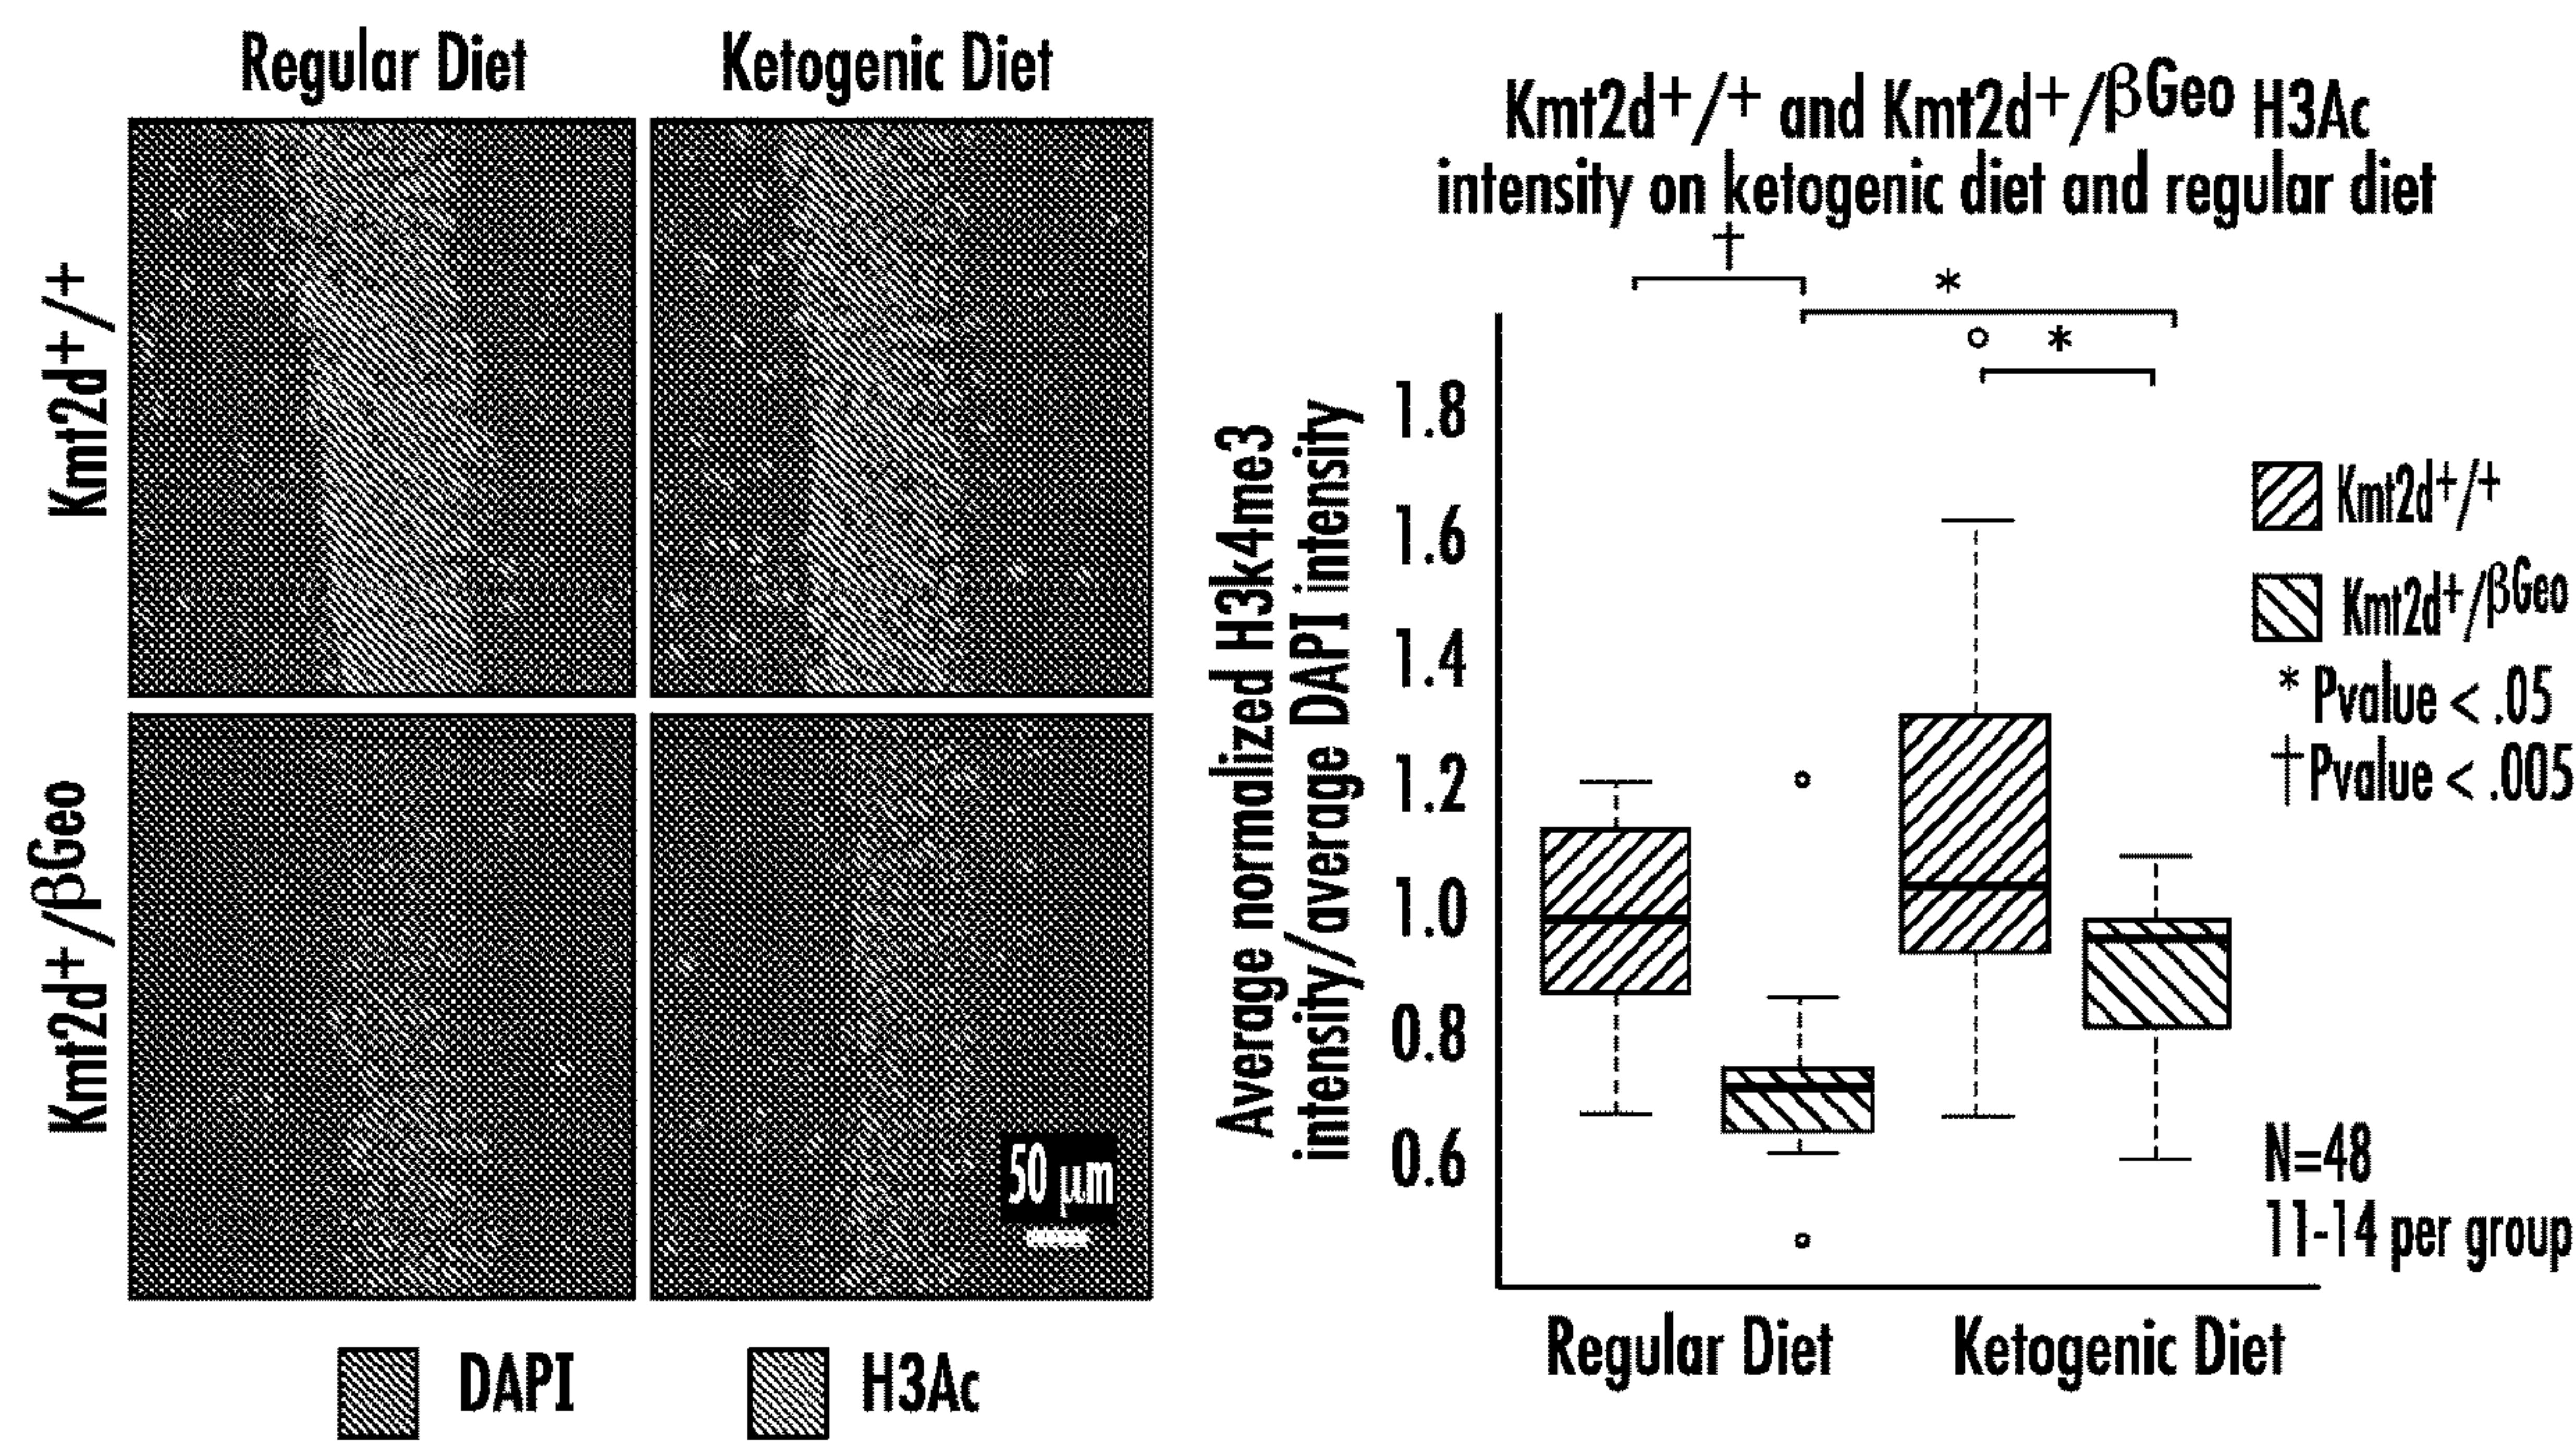 Regular Diet
Ketogenic Diet
Kmt2d+/+
Kmt2d+/βGeo
50 μm
DAPI
H3Ac
Kmt2d+/+ and Kmt2d+/βGeo H3Ac
intensity on ketogenic diet and regular diet
†
*
*
Average normalized H3k4me3
intensity/average DAPI intensity
1.8
1.6
1.4
1.2
1.0
0.8
0.6
Regular Diet
Ketogenic Diet
Kmt2d+/+
Kmt2d+/βGeo
* Pvalue < .05
†Pvalue < .005
N=48
11-14 per group